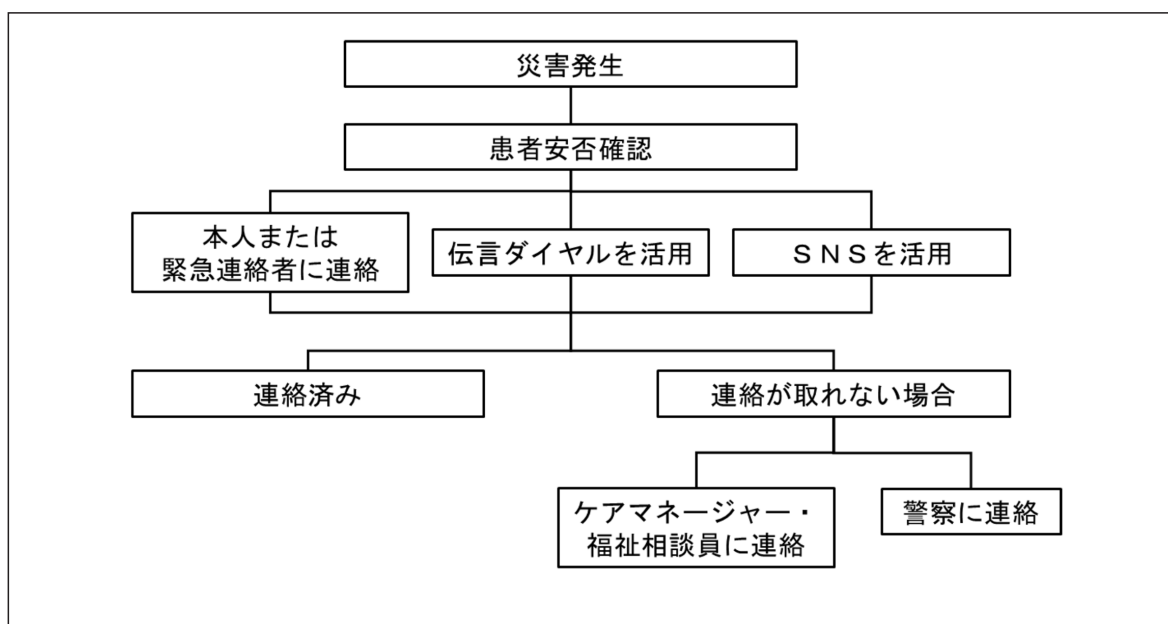 災害発生
患者安否確認
本人または
緊急連絡者に連絡
伝言ダイヤルを活用
ＳＮＳを活用
連絡済み
連絡が取れない場合
ケアマネージャー・
福祉相談員に連絡
警察に連絡